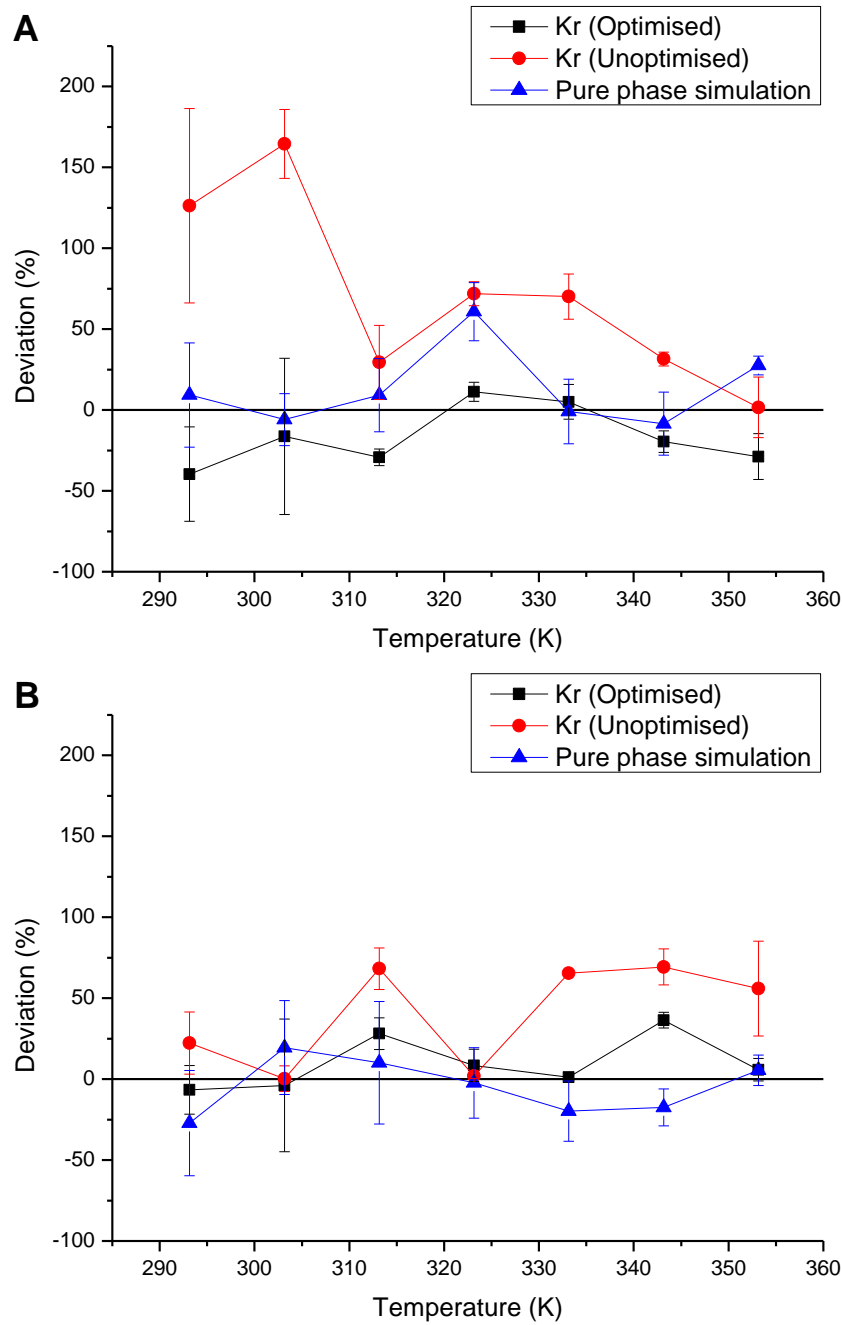 A
Kr (Optimised)
Kr (Unoptimised)
Pure phase simulation
200
150
100
50
0
-50
-100
Deviation (%)
290 300 310 320 330 340 350 360
Temperature (K)
B
Kr (Optimised)
Kr (Unoptimised)
Pure phase simulation
200
150
100
50
0
-50
-100
Deviation (%)
290 300 310 320 330 340 350 360
Temperature (K)